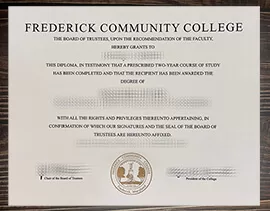 FREDERICK COMMUNITY COLLEGE
THE BOARD OF TRUSTEES, UPON THE RECOMMENDATION OF THE FACULTY,
HEREBY GRANTS TO
THIS DIPLOMA, IN TESTIMONY THAT A PRESCRIBED TWO-YEAR COURSE OF STUDY
HAS BEEN COMPLETED AND THAT THE RECIPIENT HAS BEEN AWARDED THE
DEGREE OF
WITH ALL THE RIGHTS AND PRIVILEGES THERETO APPERTAINING, IN
CONFIRMATION OF WHICH OUR SIGNATURES AND THE SEAL OF THE BOARD OF
TRUSTEES ARE HEREUNTO AFFIXED.
Chair of the Board of Trustees
President of the College